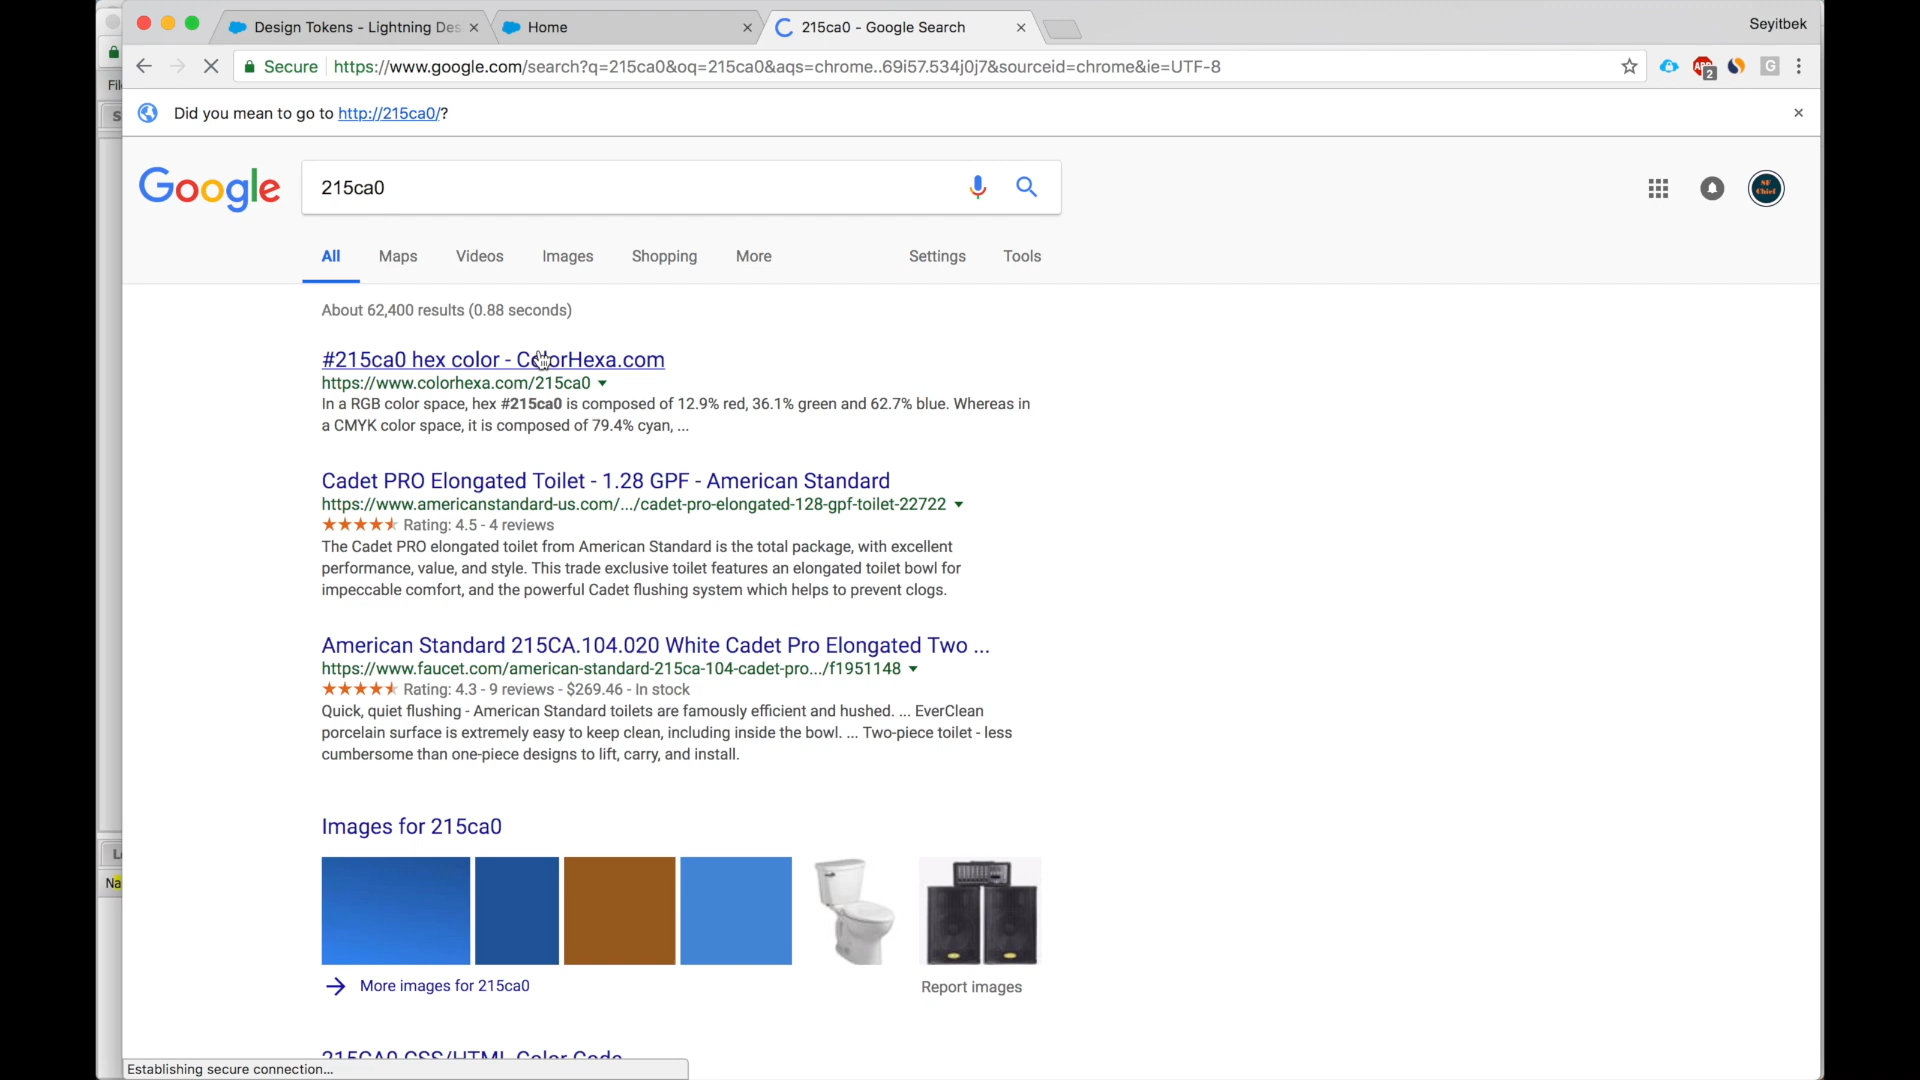 Design Tokens - Lightning Des
Home
215ca0 - Google Search
Seyitbek
Secure
https://www.google.com/search?q=215ca0&oq=215ca0&aqs=chrome..69i57.534j0j7&sourceid=chrome&ie=UTF-8
ABP
2
G
Fil
S
Did you mean to go to http://215ca0/?
Google
215ca0
SF
Chief
All
Maps
Videos
Images
Shopping
More
Settings
Tools
About 62,400 results (0.88 seconds)
#215ca0 hex color - ColorHexa.com
https://www.colorhexa.com/215ca0
In a RGB color space, hex #215ca0 is composed of 12.9% red, 36.1% green and 62.7% blue. Whereas in
a CMYK color space, it is composed of 79.4% cyan, ...
Cadet PRO Elongated Toilet - 1.28 GPF - American Standard
https://www.americanstandard-us.com/.../cadet-pro-elongated-128-gpf-toilet-22722
Rating: 4.5 - 4 reviews
The Cadet PRO elongated toilet from American Standard is the total package, with excellent
performance, value, and style. This trade exclusive toilet features an elongated toilet bowl for
impeccable comfort, and the powerful Cadet flushing system which helps to prevent clogs.
American Standard 215CA.104.020 White Cadet Pro Elongated Two ...
https://www.faucet.com/american-standard-215ca-104-cadet-pro.../f1951148
Rating: 4.3 - 9 reviews - $269.46 - In stock
Quick, quiet flushing - American Standard toilets are famously efficient and hushed. ... EverClean
porcelain surface is extremely easy to keep clean, including inside the bowl. ... Two-piece toilet - less
cumbersome than one-piece designs to lift, carry, and install.
Images for 215ca0
L
Na
More images for 215ca0
Report images
215CA0 CSS/HTML Color Code
Establishing secure connection...